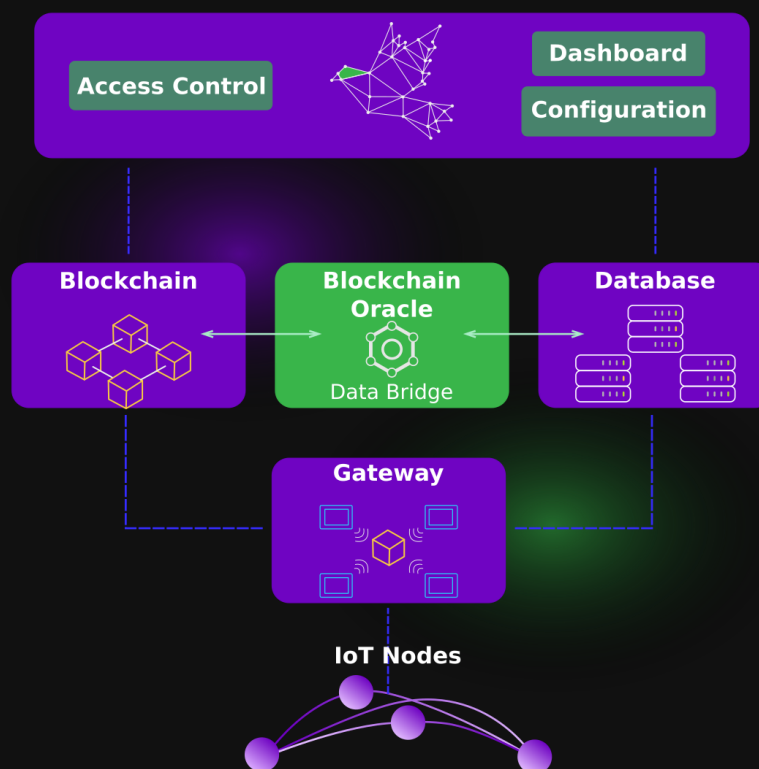 Access Control
Dashboard
Configuration
Blockchain
Blockchain
Oracle
Data Bridge
Database
Gateway
IoT Nodes